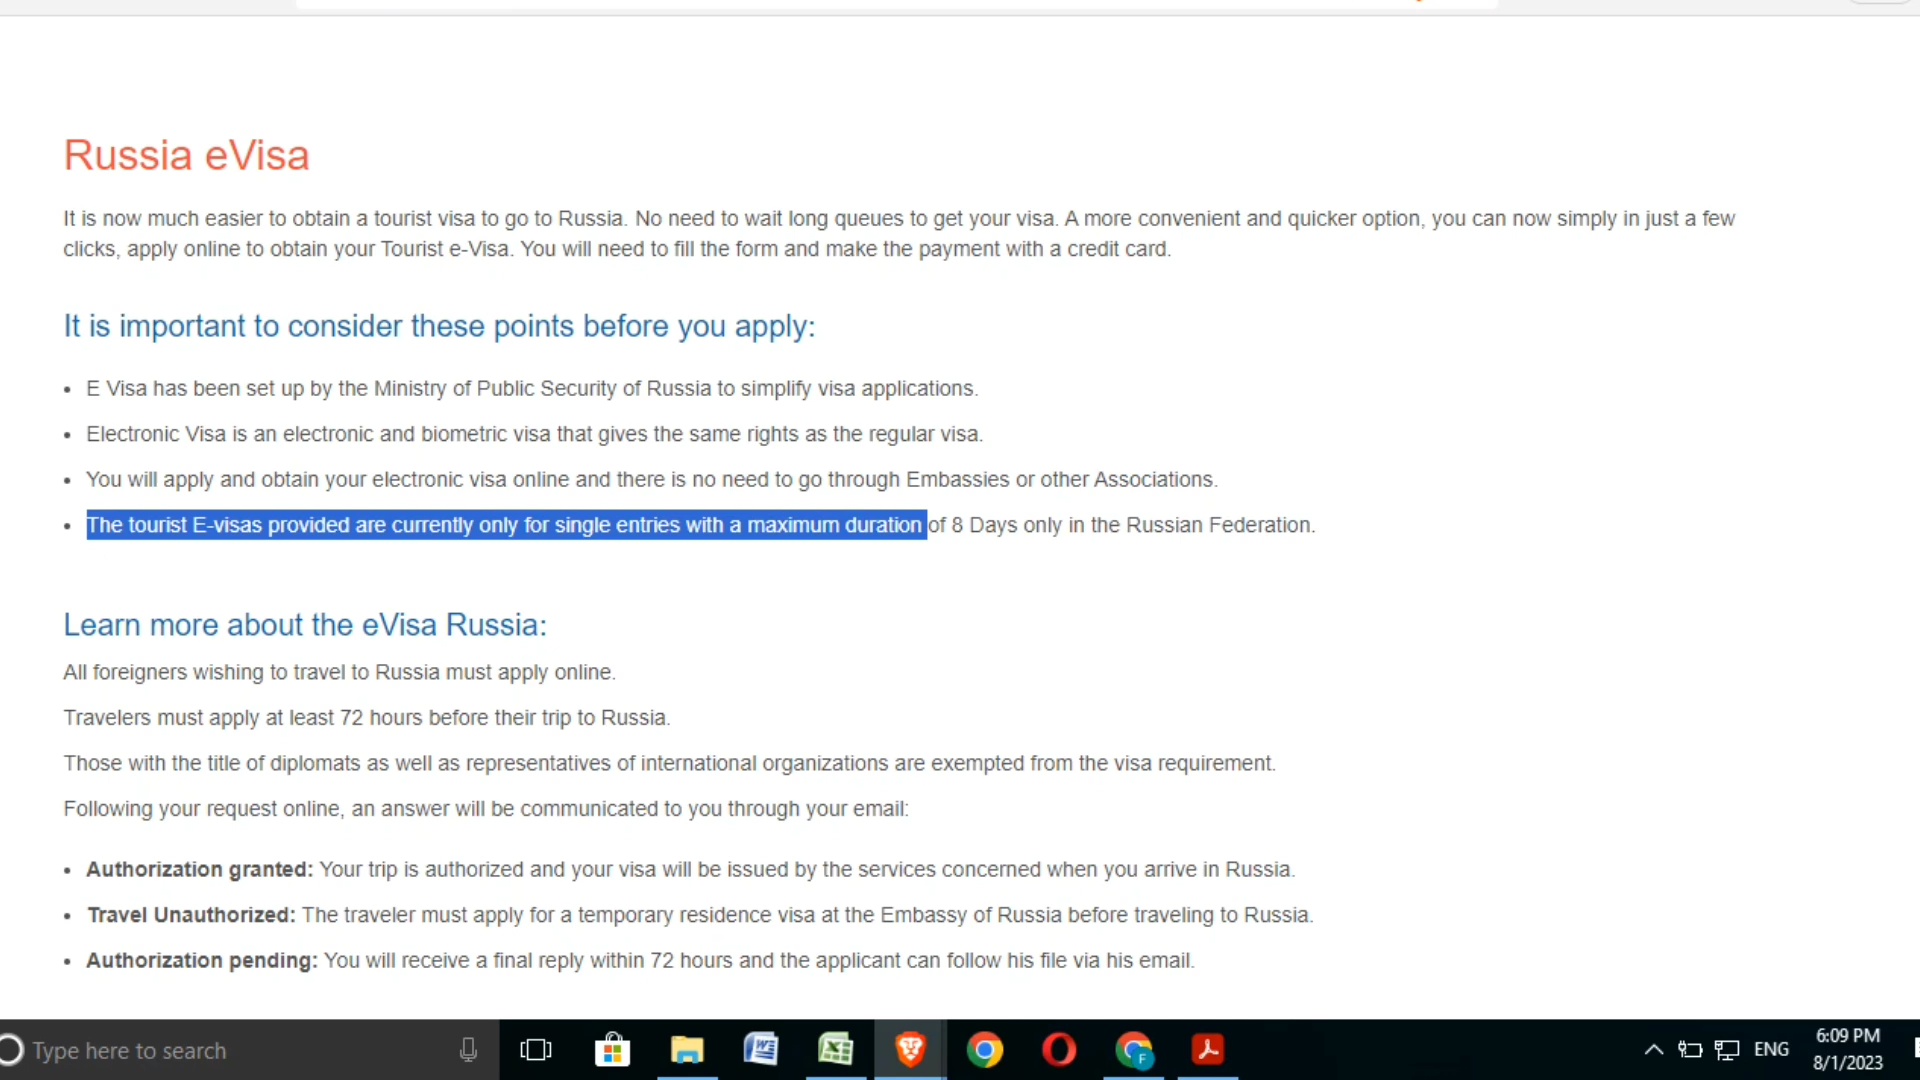 Russia eVisa
It is now much easier to obtain a tourist visa to go to Russia. No need to wait long queues to get your visa. A more convenient and quicker option, you can now simply in just a few
clicks, apply online to obtain your Tourist e-Visa. You will need to fill the form and make the payment with a credit card.
It is important to consider these points before you apply:
• E Visa has been set up by the Ministry of Public Security of Russia to simplify visa applications.
• Electronic Visa is an electronic and biometric visa that gives the same rights as the regular visa.
• You will apply and obtain your electronic visa online and there is no need to go through Embassies or other Associations.
• The tourist E-visas provided are currently only for single entries with a maximum duration of 8 Days only in the Russian Federation.
Learn more about the eVisa Russia:
All foreigners wishing to travel to Russia must apply online.
Travelers must apply at least 72 hours before their trip to Russia.
Those with the title of diplomats as well as representatives of international organizations are exempted from the visa requirement.
Following your request online, an answer will be communicated to you through your email:
• Authorization granted: Your trip is authorized and your visa will be issued by the services concerned when you arrive in Russia.
• Travel Unauthorized: The traveler must apply for a temporary residence visa at the Embassy of Russia before traveling to Russia.
• Authorization pending: You will receive a final reply within 72 hours and the applicant can follow his file via his email.
Type here to search
F
ENG
6:09 PM
8/1/2023